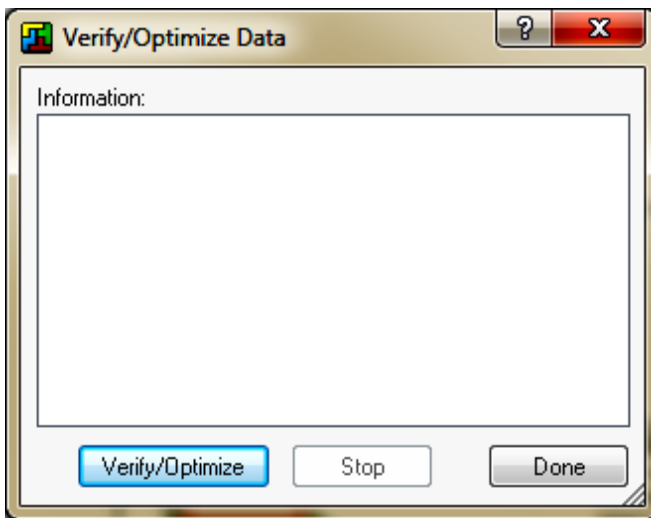 Verify/Optimize Data
?
X
Information:
Verify/Optimize
Stop
Done